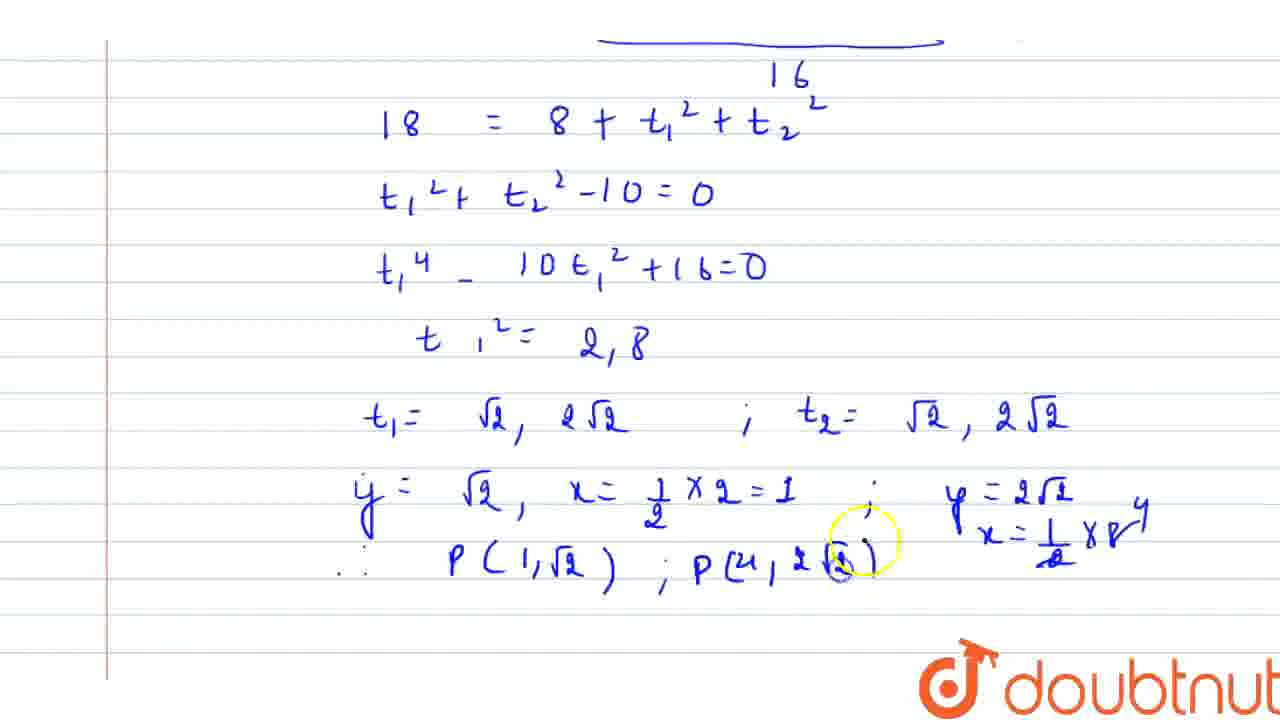 16
18 = 8 + t₁² + t₂²
t₁² + t₂² - 10 = 0
t₁⁴ - 10t₁² + 16 = 0
t₁² = 2, 8
t₁ = √2, 2√2 ; t₂ = √2, 2√2
y = √2, x = 1/2 × 2 = 1 ; y = 2√2
x = 1/2 × 8 4
∴ P(1, √2) ; P(4, 2√2)
doubtnut